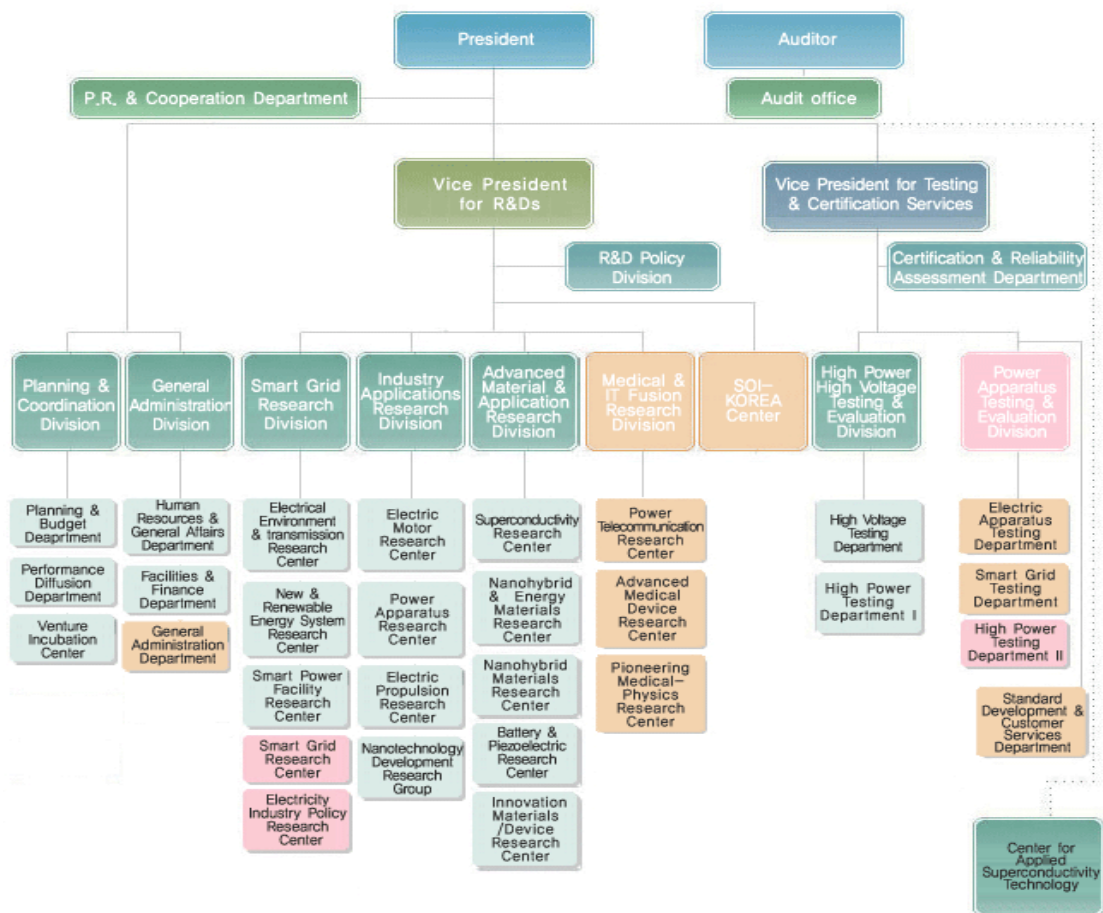 President
Auditor
P.R. & Cooperation Department
Audit office
Vice President
for R&Ds
Vice President for Testing
& Certification Services
R&D Policy
Division
Certification & Reliability
Assessment Department
Planning &
Coordination
Division
General
Administration
Division
Smart Grid
Research
Division
Industry
Applications
Research
Division
Advanced
Material &
Application
Research
Division
Medical &
IT Fusion
Research
Division
SOI-
KOREA
Center
High Power
High Voltage
Testing &
Evaluation
Division
Power
Apparatus
Testing &
Evaluation
Division
Planning &
Budget
Deaprtment
Performance
Diffusion
Department
Venture
Incubation
Center
Human
Resources &
General Affairs
Department
Facilities &
Finance
Department
General
Administration
Department
Electrical
Environment
& transmission
Research
Center
New &
Renewable
Energy System
Research
Center
Smart Power
Facility
Research
Center
Smart Grid
Research
Center
Electricity
Industry Policy
Research
Center
Electric
Motor
Research
Center
Power
Apparatus
Research
Center
Electric
Propulsion
Research
Center
Nanotechnology
Development
Research
Group
Superconductivity
Research
Center
Nanohybrid
& Energy
Materials
Research
Center
Nanohybrid
Materials
Research
Center
Battery &
Piezoelectric
Research
Center
Innovation
Materials
/Device
Research
Center
Power
Telecommunication
Research
Center
Advanced
Medical
Device
Research
Center
Pioneering
Medical-
Physics
Research
Center
High Voltage
Testing
Department
High Power
Testing
Department I
Electric
Apparatus
Testing
Department
Smart Grid
Testing
Department
High Power
Testing
Department II
Standard
Development &
Customer
Services
Department
Center for
Applied
Superconductivity
Technology